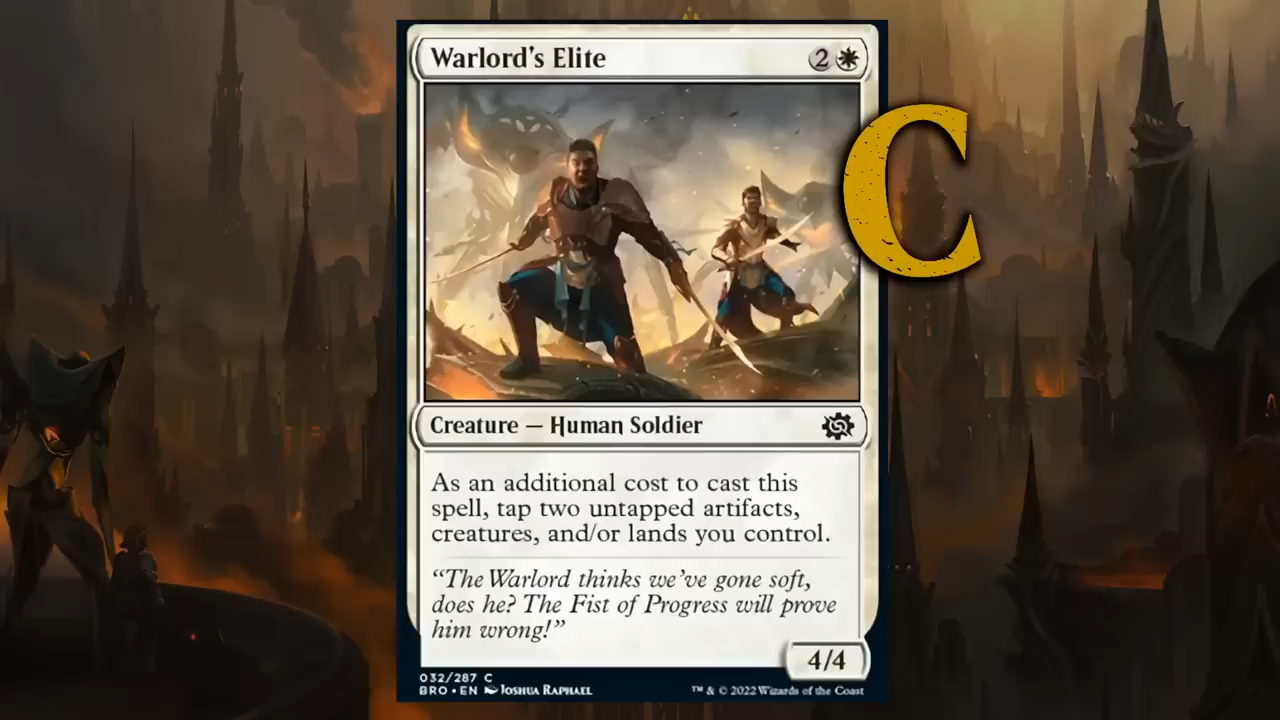 Warlord's Elite 2
C
Creature — Human Soldier
As an additional cost to cast this
spell, tap two untapped artifacts,
creatures, and/or lands you control.
“The Warlord thinks we’ve gone soft,
does he? The Fist of Progress will prove
him wrong!”
4/4
032/287 C
BRO • EN Joshua Raphael
™ & © 2022 Wizards of the Coast